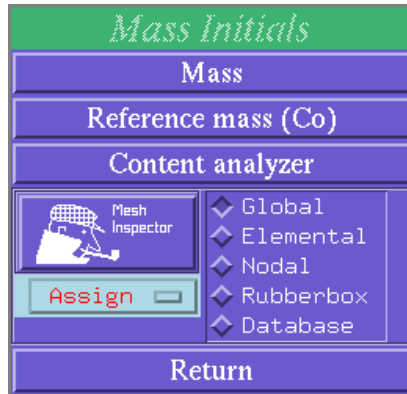 Mass Initials
Mass
Reference mass (Co)
Content analyzer
Mesh
Inspector
Assign
Global
Elemental
Nodal
Rubberbox
Database
Return